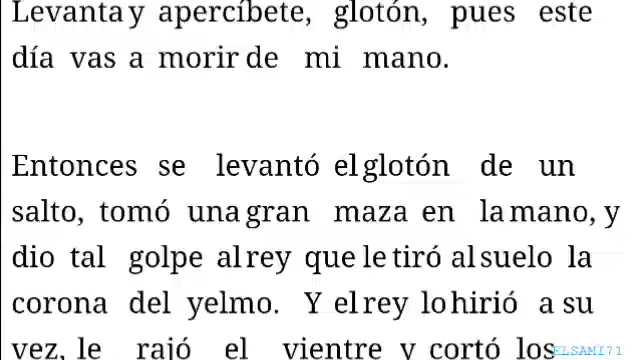 Levanta y apercíbete, glotón, pues este
día vas a morir de mi mano.
Entonces se levantó el glotón de un
salto, tomó una gran maza en la mano, y
dio tal golpe al rey que le tiró al suelo la
corona del yelmo. Y el rey lo hirió a su
vez, le rajó el vientre y cortó los
ELSAMI71